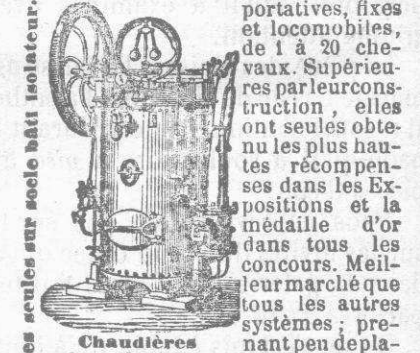 es seules sur socle bâti isolateur.
Chaudières
portatives, fixes
et locomobiles,
de 1 à 20 che-
vaux. Supérieu-
res par leurcons-
truction , elles
ont seules obte-
nu les plus hau-
tes récompen-
ses dans les Ex-
positions et la
médaille d'or
dans tous les
concours. Meil-
leur marché que
tous les autres
systèmes ; pre-
nant peu de pla-